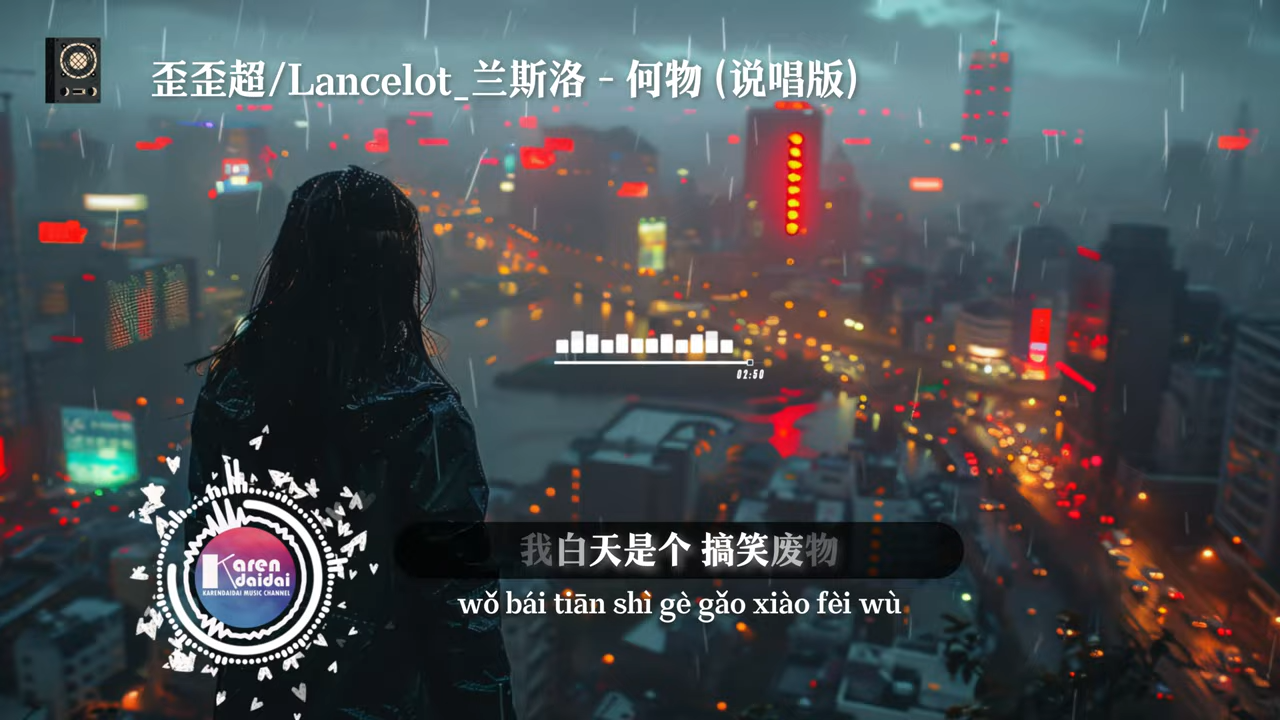 歪歪超/Lancelot_兰斯洛 - 何物 (说唱版)
02:50
Karen
daidai
KARENDAIDAI MUSIC CHANNEL
我白天是个 搞笑废物
wǒ bái tiān shì gè gǎo xiào fèi wù